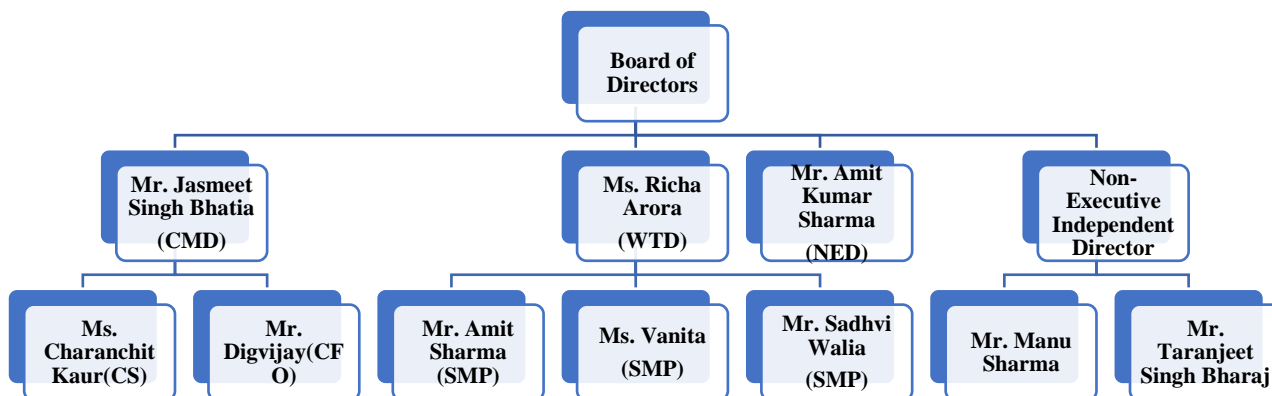 Board of
Directors
Mr. Jasmeet
Singh Bhatia
(CMD)
Ms. Richa
Arora
(WTD)
Mr. Amit
Kumar
Sharma
(NED)
Non-
Executive
Independent
Director
Ms.
Charanchit
Kaur(CS)
Mr.
Digvijay(CF
O)
Mr. Amit
Sharma
(SMP)
Ms. Vanita
(SMP)
Mr. Sadhvi
Walia
(SMP)
Mr. Manu
Sharma
Mr.
Taranjeet
Singh Bharaj